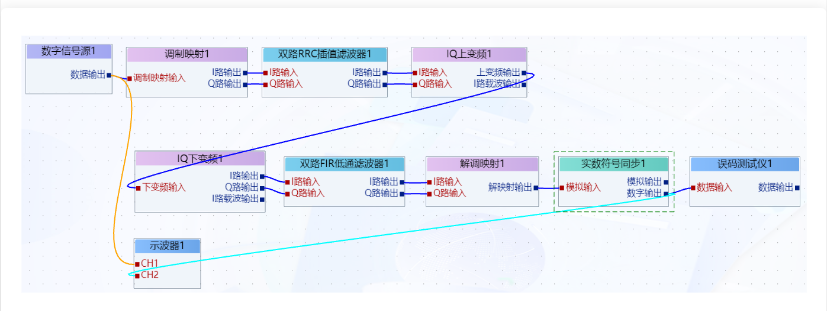 数字信号源1
数据输出
调制映射1
调制映射输入
I路输出
Q路输出
双路RRC插值滤波器1
I路输入
Q路输入
I路输出
Q路输出
IQ上变频1
I路输入
Q路输入
上变频输出
I路载波输出
IQ下变频1
下变频输入
I路输出
Q路输出
I路载波输出
双路FIR低通滤波器1
I路输入
Q路输入
I路输出
Q路输出
解调映射1
I路输入
Q路输入
解映射输出
实数符号同步1
模拟输入
模拟输出
数字输出
误码测试仪1
数据输入
数据输出
示波器1
CH1
CH2